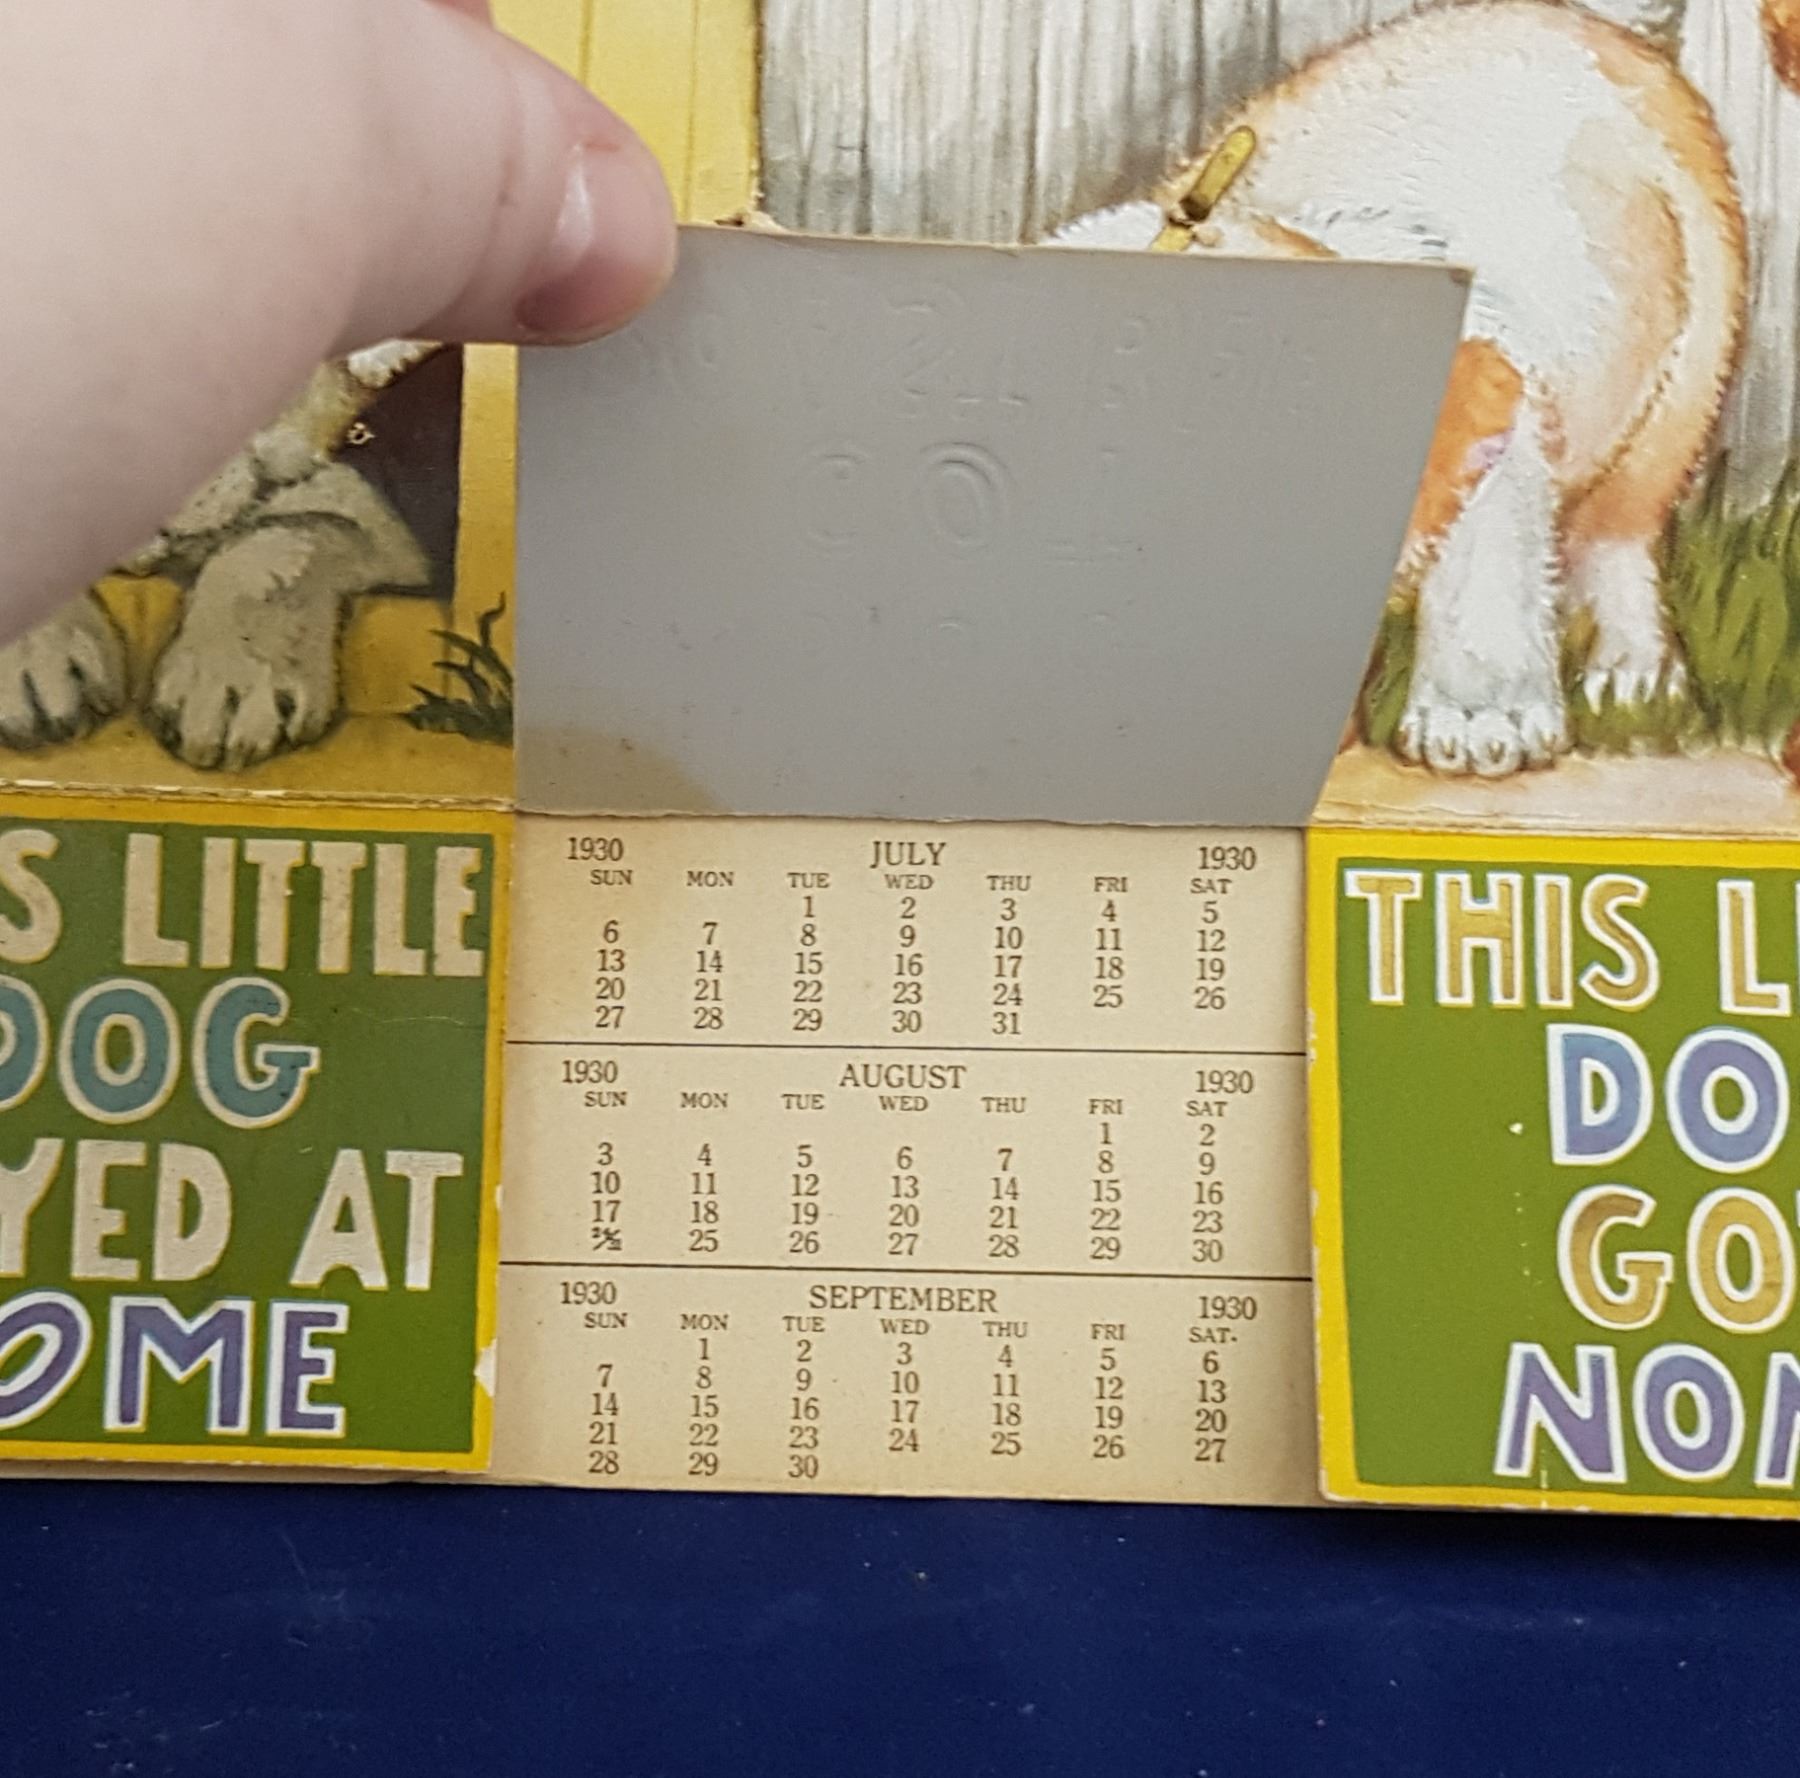 S LITTLE
DOG
YED AT
OME
1930 JULY 1930
SUN MON TUE WED THU FRI SAT
1 2 3 4 5
6 7 8 9 10 11 12
13 14 15 16 17 18 19
20 21 22 23 24 25 26
27 28 29 30 31
1930 AUGUST 1930
SUN MON TUE WED THU FRI SAT
1 2
3 4 5 6 7 8 9
10 11 12 13 14 15 16
17 18 19 20 21 22 23
24/31 25 26 27 28 29 30
1930 SEPTEMBER 1930
SUN MON TUE WED THU FRI SAT.
1 2 3 4 5 6
7 8 9 10 11 12 13
14 15 16 17 18 19 20
21 22 23 24 25 26 27
28 29 30
THIS L
DO
GO
NON